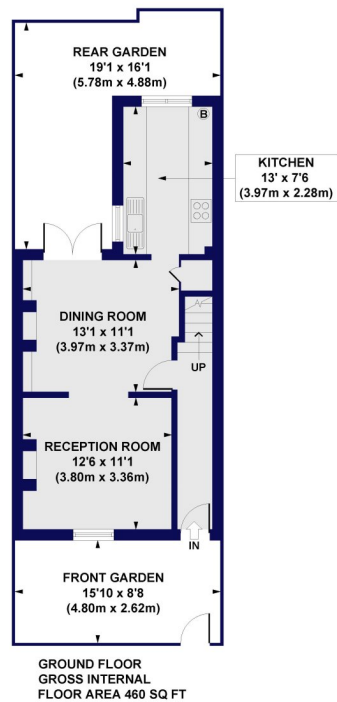 REAR GARDEN
19'1 x 16'1
(5.78m x 4.88m)
B
KITCHEN
13' x 7'6
(3.97m x 2.28m)
DINING ROOM
13'1 x 11'1
(3.97m x 3.37m)
UP
RECEPTION ROOM
12'6 x 11'1
(3.80m x 3.36m)
IN
FRONT GARDEN
15'10 x 8'8
(4.80m x 2.62m)
GROUND FLOOR
GROSS INTERNAL
FLOOR AREA 460 SQ FT